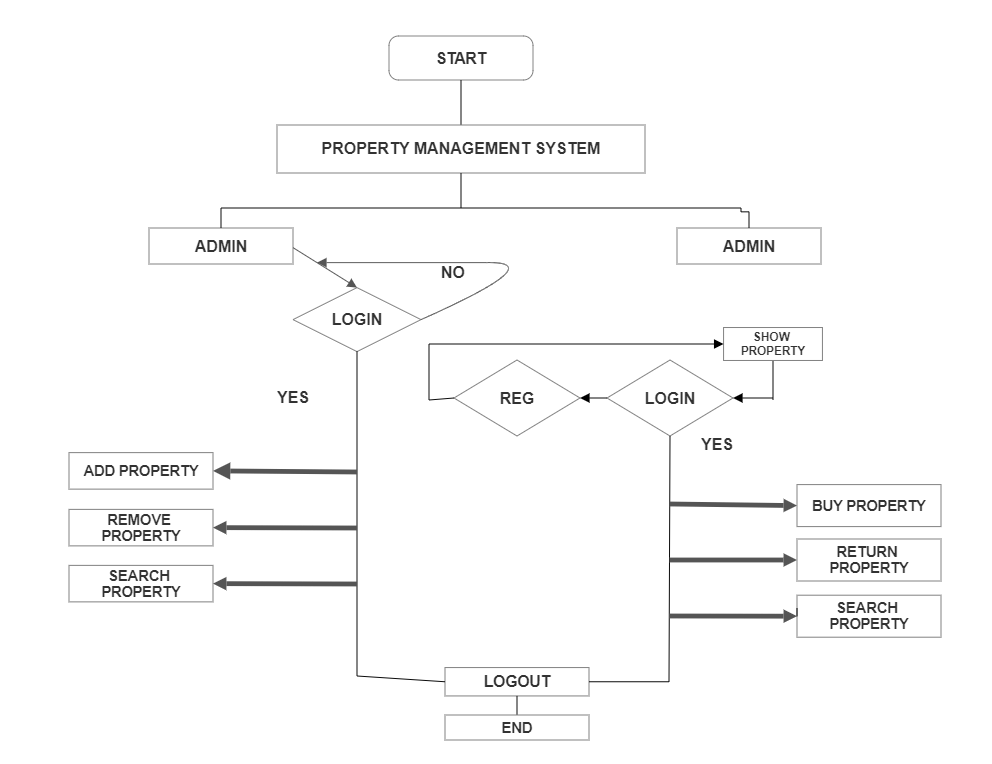 START
PROPERTY MANAGEMENT SYSTEM
ADMIN
ADMIN
NO
LOGIN
SHOW
PROPERTY
REG
LOGIN
YES
YES
ADD PROPERTY
REMOVE
PROPERTY
SEARCH
PROPERTY
BUY PROPERTY
RETURN
PROPERTY
SEARCH
PROPERTY
LOGOUT
END